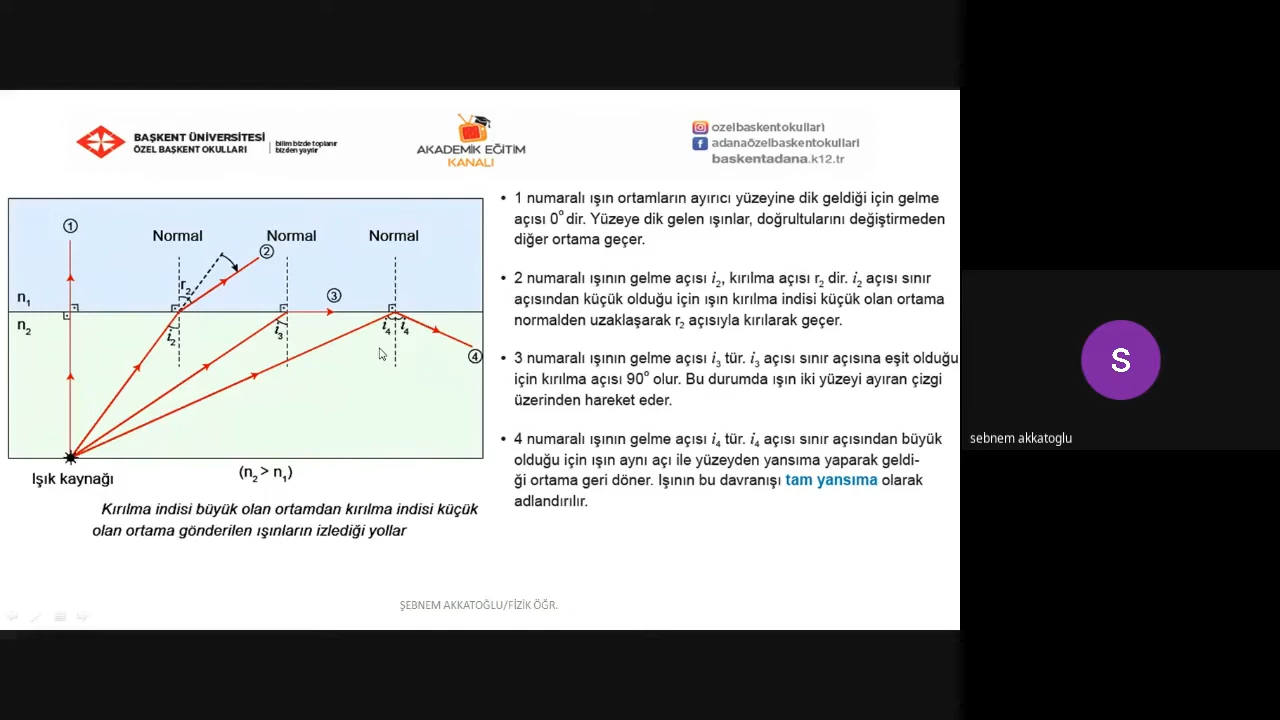 BAŞKENT ÜNİVERSİTESİ
ÖZEL BAŞKENT OKULLARI
bilim bizde toplanır
bizden yayılır
AKADEMİK EĞİTİM
KANALI
ozelbaskentokullari
adanaözelbaskentokullari
baskentadana.k12.tr
1
Normal
Normal
Normal
2
r₂
n₁
3
n₂
i₂
i₃
i₄
i₄
4
Işık kaynağı
(n₂ > n₁)
Kırılma indisi büyük olan ortamdan kırılma indisi küçük
olan ortama gönderilen ışınların izlediği yollar
• 1 numaralı ışın ortamların ayırıcı yüzeyine dik geldiği için gelme
açısı 0° dir. Yüzeye dik gelen ışınlar, doğrultularını değiştirmeden
diğer ortama geçer.
• 2 numaralı ışının gelme açısı i₂, kırılma açısı r₂ dir. i₂ açısı sınır
açısından küçük olduğu için ışın kırılma indisi küçük olan ortama
normalden uzaklaşarak r₂ açısıyla kırılarak geçer.
• 3 numaralı ışının gelme açısı i₃ tür. i₃ açısı sınır açısına eşit olduğu
için kırılma açısı 90° olur. Bu durumda ışın iki yüzeyi ayıran çizgi
üzerinden hareket eder.
• 4 numaralı ışının gelme açısı i₄ tür. i₄ açısı sınır açısından büyük
olduğu için ışın aynı açı ile yüzeyden yansıma yaparak geldi-
ği ortama geri döner. Işının bu davranışı tam yansıma olarak
adlandırılır.
ŞEBNEM AKKATOĞLU/FİZİK ÖĞR.
S
sebnem akkatoglu